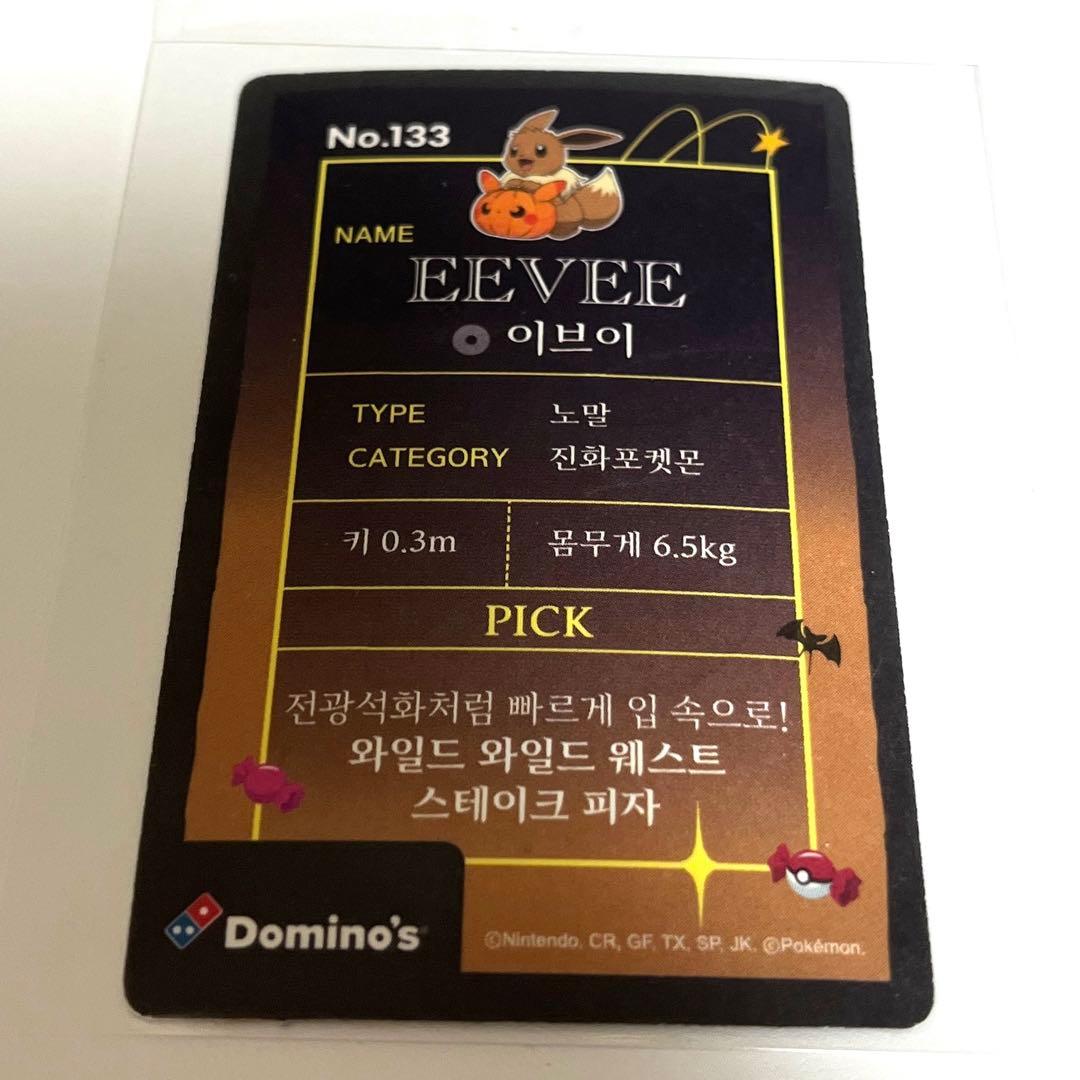 No.133
NAME
EEVEE
이브이
TYPE 노말
CATEGORY 진화포켓몬
키 0.3m 몸무게 6.5kg
PICK
전광석화처럼 빠르게 입 속으로!
와일드 와일드 웨스트
스테이크 피자
Domino's
©Nintendo, CR, GF, TX, SP, JK. ©Pokémon.